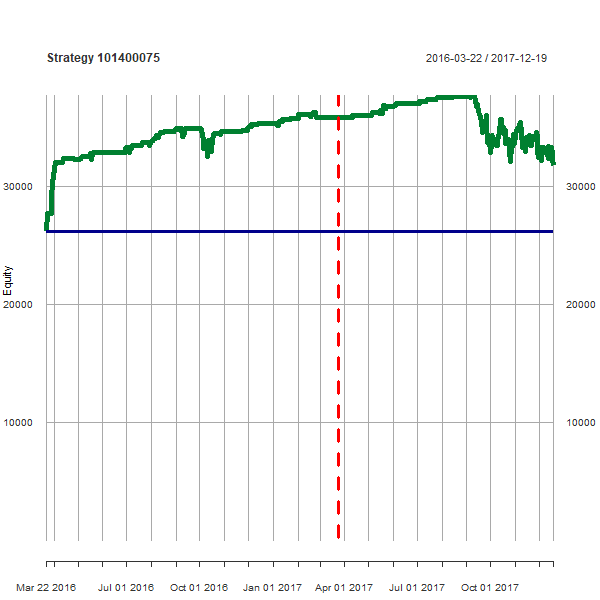 Strategy 101400075
2016-03-22 / 2017-12-19
30000
30000
Equity
20000
20000
10000
10000
Mar 22 2016
Jul 01 2016
Oct 01 2016
Jan 01 2017
Apr 01 2017
Jul 01 2017
Oct 01 2017